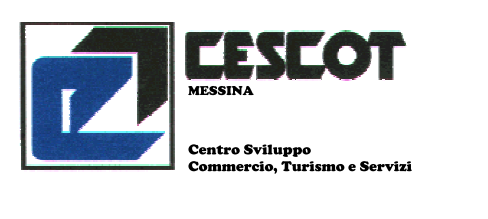 CESCOT
MESSINA
Centro Sviluppo
Commercio, Turismo e Servizi